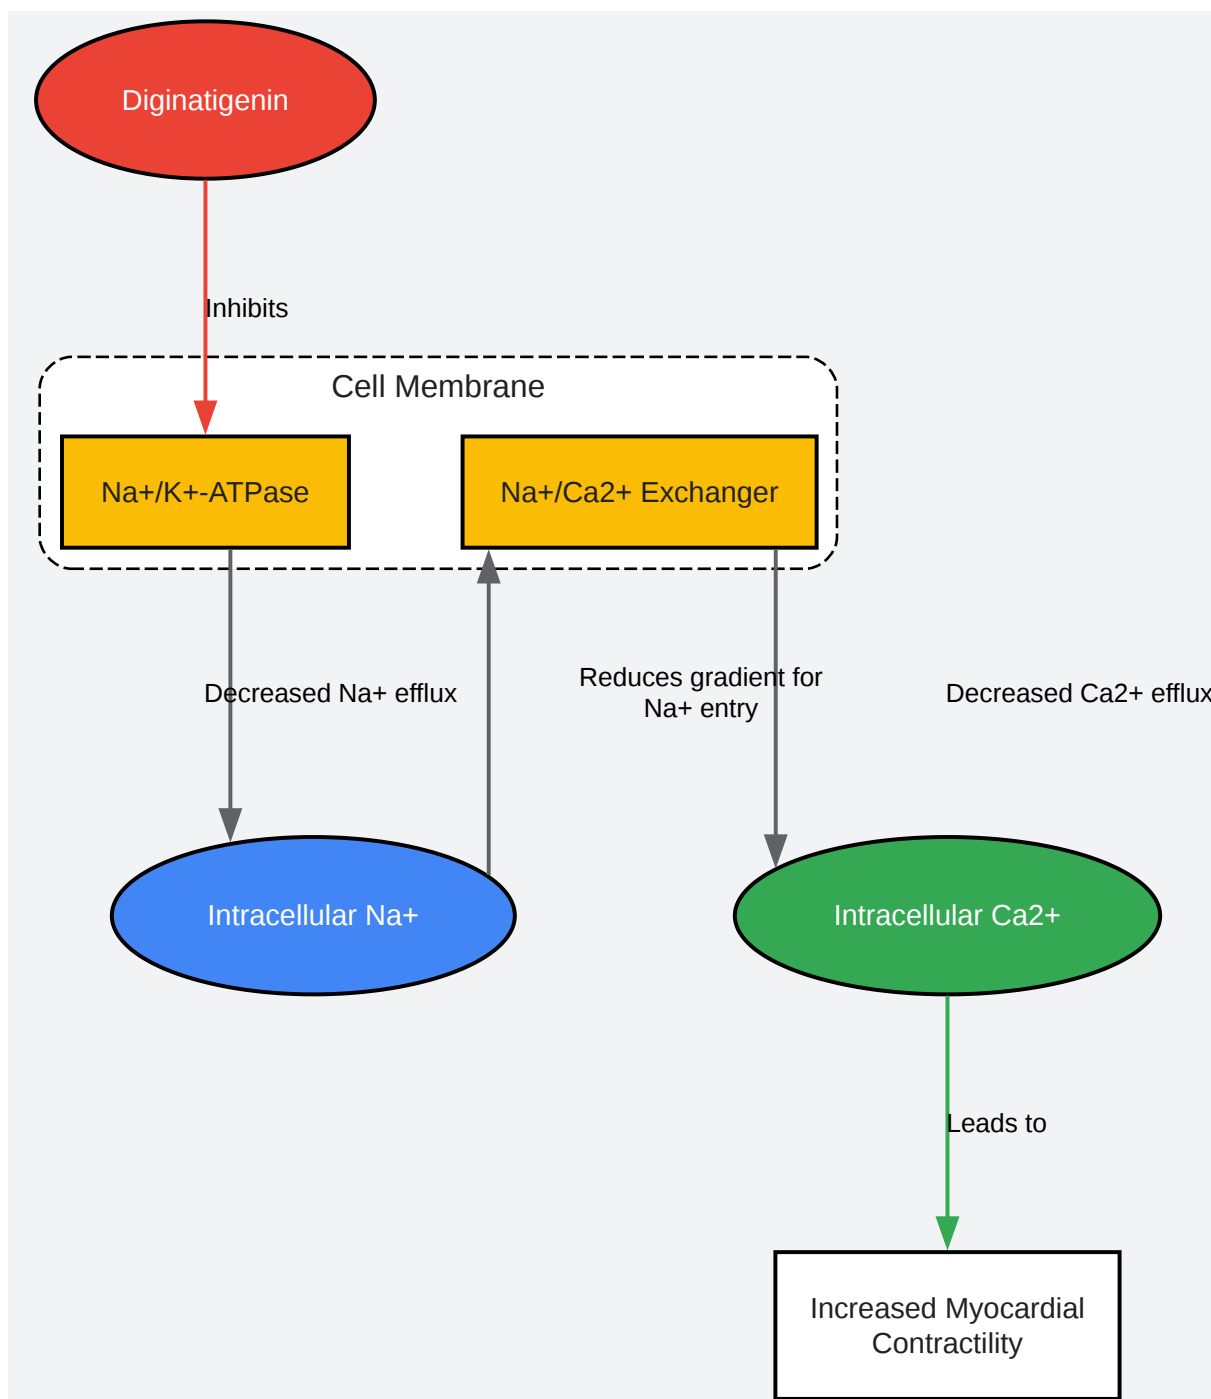 Diginatigenin
Inhibits
Cell Membrane
Na+/K+-ATPase
Na+/Ca2+ Exchanger
Decreased Na+ efflux
Reduces gradient for
Na+ entry
Decreased Ca2+ efflux
Intracellular Na+
Intracellular Ca2+
Leads to
Increased Myocardial
Contractility